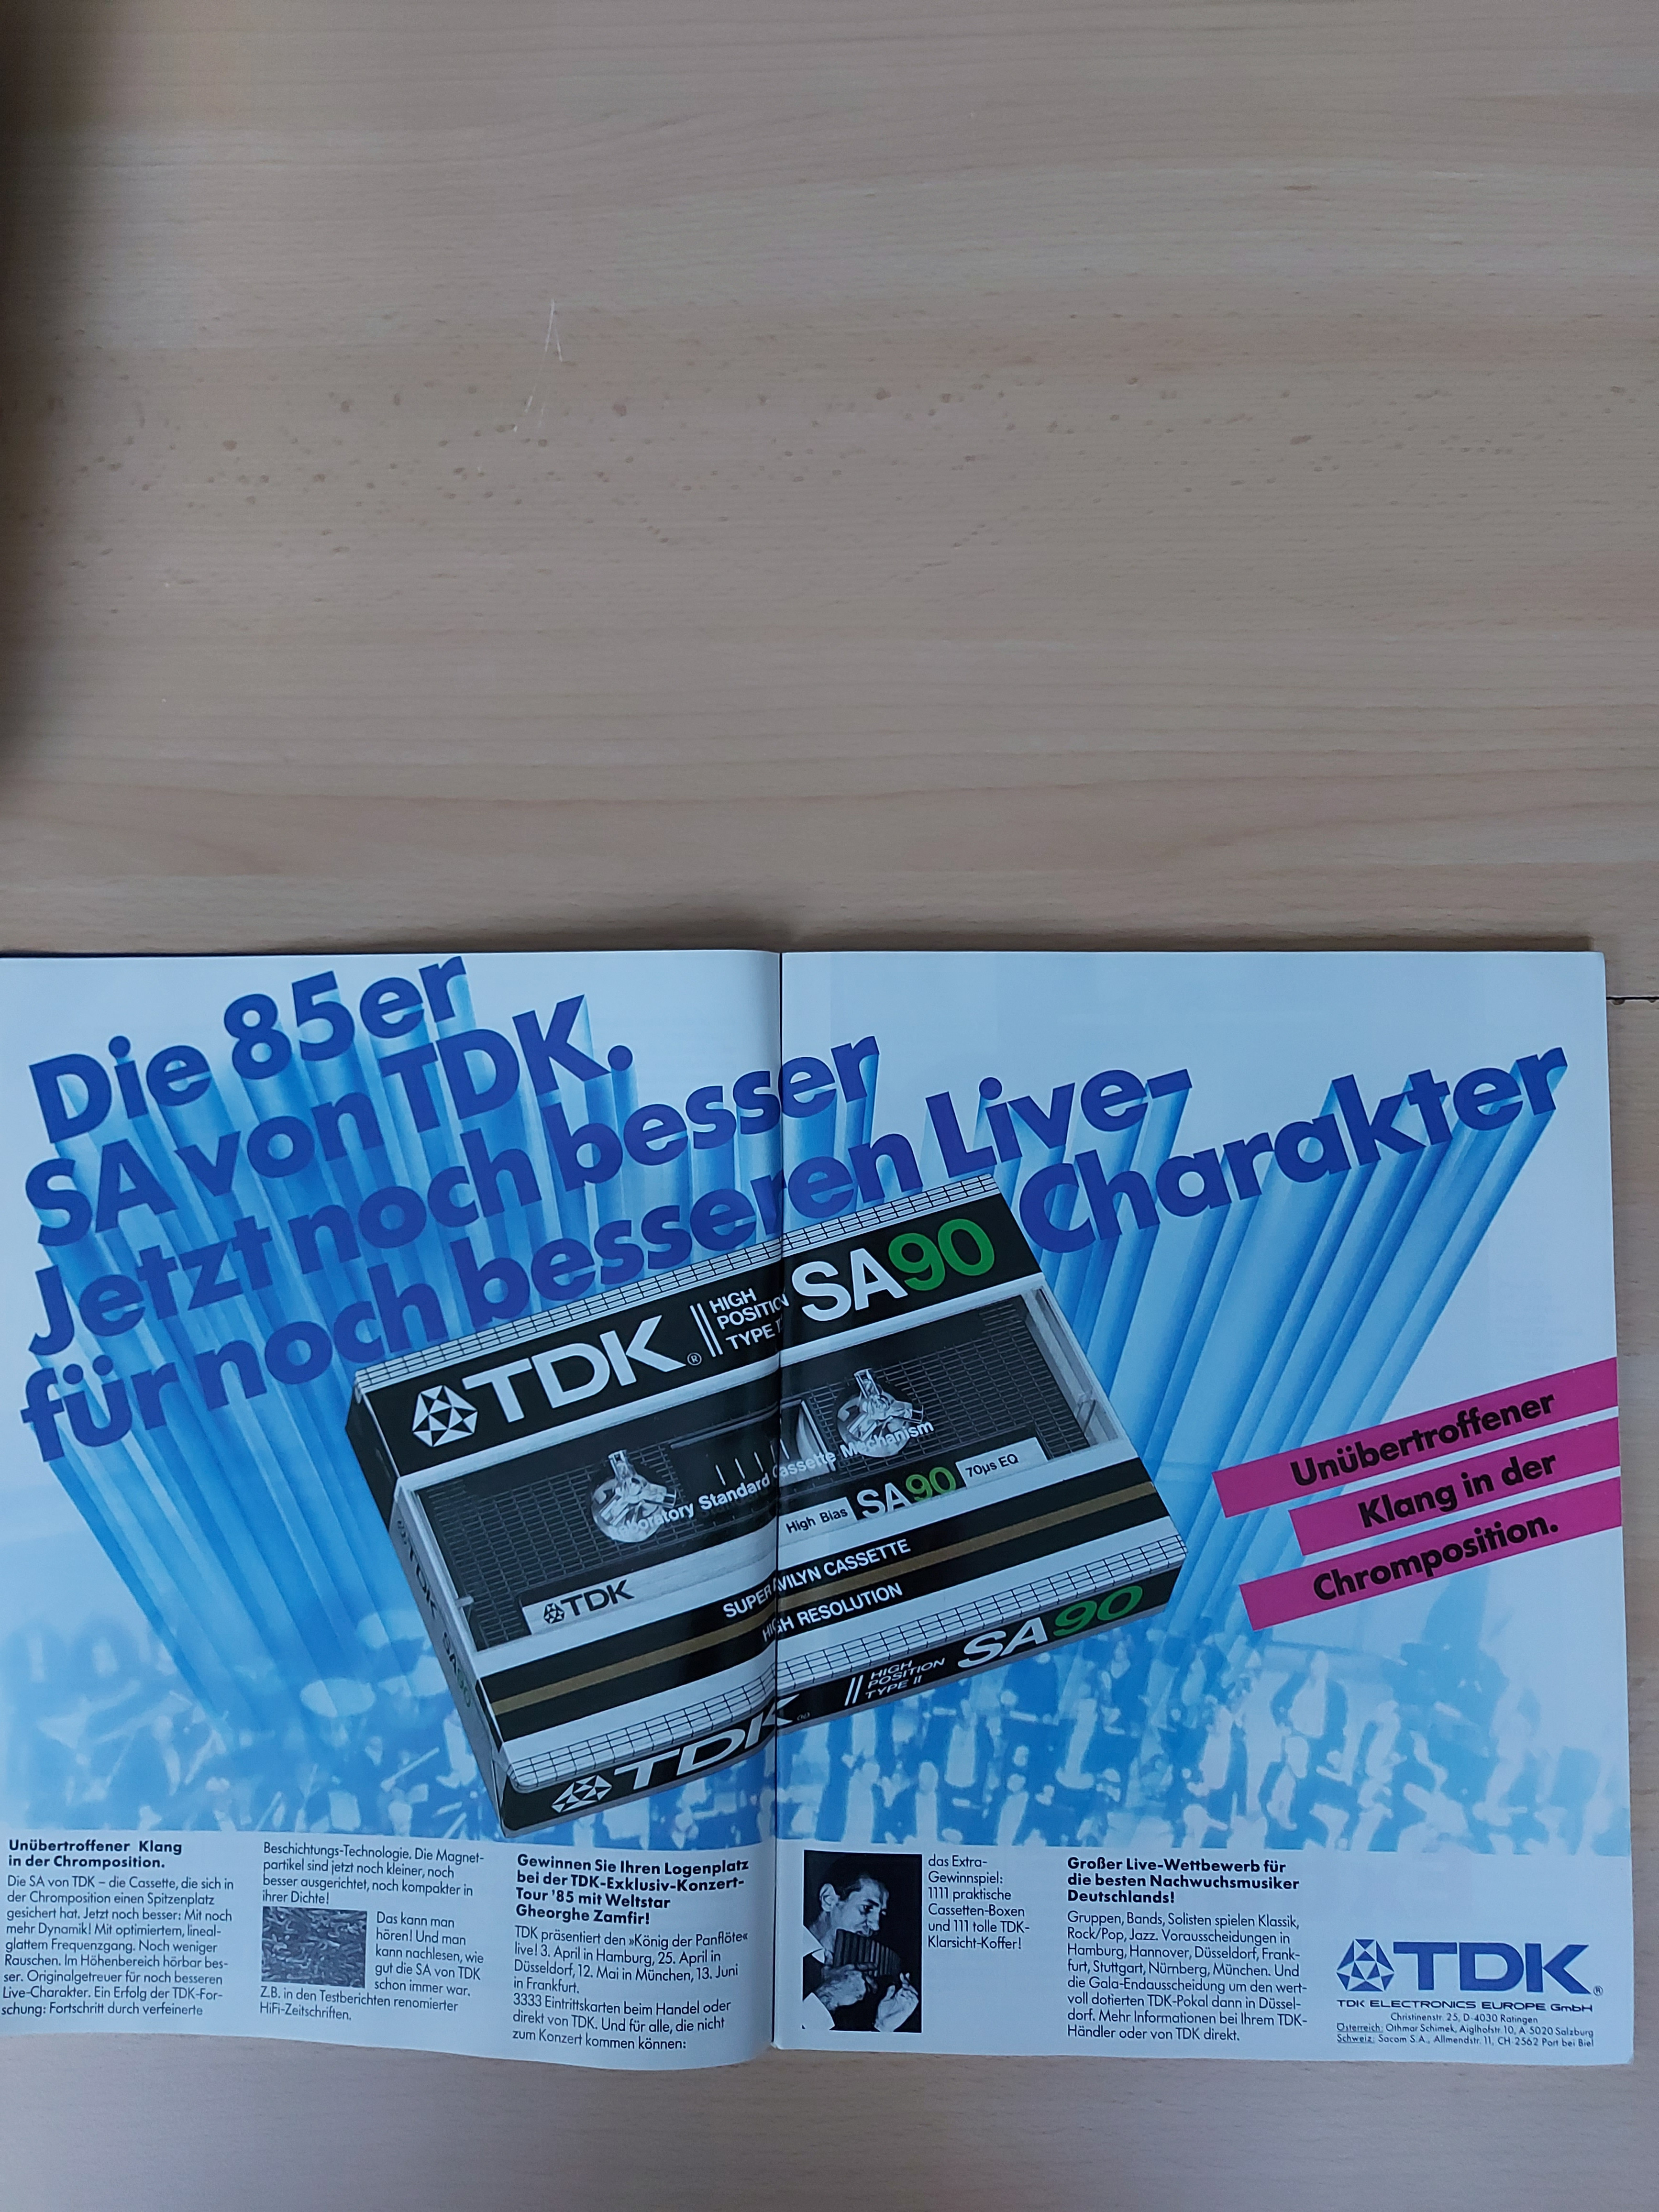 Die 85er
SA von TDK.
Jetzt noch besser
für noch besseren Live-
Charakter
TDK®
HIGH
POSITION
TYPE II
SA90
Laboratory Standard Cassette Mechanism
High Bias
SA90
70µs EQ
TDK
SUPER AVILYN CASSETTE
HIGH RESOLUTION
TDK SA90
TDK
HIGH
POSITION
TYPE II
SA90
Unübertroffener
Klang in der
Chromposition.
Unübertroffener Klang
in der Chromposition.
Die SA von TDK – die Cassette, die sich in
der Chromposition einen Spitzenplatz
gesichert hat. Jetzt noch besser: Mit noch
mehr Dynamik! Mit optimiertem, lineal-
glattem Frequenzgang. Noch weniger
Rauschen. Im Höhenbereich hörbar bes-
ser. Originalgetreuer für noch besseren
Live-Charakter. Ein Erfolg der TDK-For-
schung: Fortschritt durch verfeinerte
Beschichtungs-Technologie. Die Magnet-
partikel sind jetzt noch kleiner, noch
besser ausgerichtet, noch kompakter in
ihrer Dichte!
Das kann man
hören! Und man
kann nachlesen, wie
gut die SA von TDK
schon immer war.
Z.B. in den Testberichten renomierter
HiFi-Zeitschriften.
Gewinnen Sie Ihren Logenplatz
bei der TDK-Exklusiv-Konzert-
Tour '85 mit Weltstar
Gheorghe Zamfir!
TDK präsentiert den »König der Panflöte«
live! 3. April in Hamburg, 25. April in
Düsseldorf, 12. Mai in München, 13. Juni
in Frankfurt.
3333 Eintrittskarten beim Handel oder
direkt von TDK. Und für alle, die nicht
zum Konzert kommen können:
das Extra-
Gewinnspiel:
1111 praktische
Cassetten-Boxen
und 111 tolle TDK-
Klarsicht-Koffer!
Großer Live-Wettbewerb für
die besten Nachwuchsmusiker
Deutschlands!
Gruppen, Bands, Solisten spielen Klassik,
Rock/Pop, Jazz. Vorausscheidungen in
Hamburg, Hannover, Düsseldorf, Frank-
furt, Stuttgart, Nürnberg, München. Und
die Gala-Endausscheidung um den wert-
voll dotierten TDK-Pokal dann in Düssel-
dorf. Mehr Informationen bei Ihrem TDK-
Händler oder von TDK direkt.
TDK®
TDK ELECTRONICS EUROPE GmbH
Christinenstr. 25, D-4030 Ratingen
Österreich: Othmar Schimek, Aiglhofstr. 10, A-5020 Salzburg
Schweiz: Sacom S.A., Allmendstr. 11, CH-2562 Port bei Biel